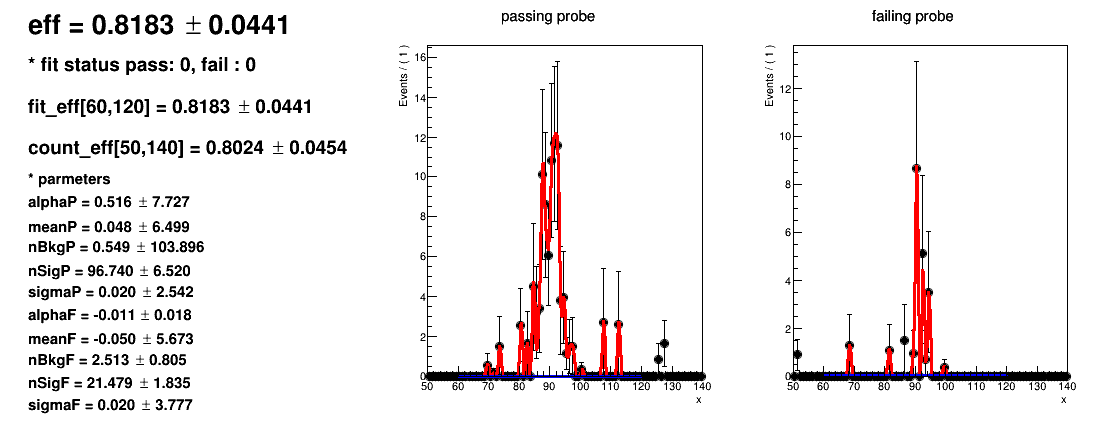 eff = 0.8183 ± 0.0441
* fit status pass: 0, fail : 0
fit_eff[60,120] = 0.8183 ± 0.0441
count_eff[50,140] = 0.8024 ± 0.0454
* parmeters
alphaP = 0.516 ± 7.727
meanP = 0.048 ± 6.499
nBkgP = 0.549 ± 103.896
nSigP = 96.740 ± 6.520
sigmaP = 0.020 ± 2.542
alphaF = -0.011 ± 0.018
meanF = -0.050 ± 5.673
nBkgF = 2.513 ± 0.805
nSigF = 21.479 ± 1.835
sigmaF = 0.020 ± 3.777
passing probe
Events / ( 1 )
16
14
12
10
8
6
4
2
0
50 60 70 80 90 100 110 120 130 140
x
failing probe
Events / ( 1 )
12
10
8
6
4
2
0
50 60 70 80 90 100 110 120 130 140
x